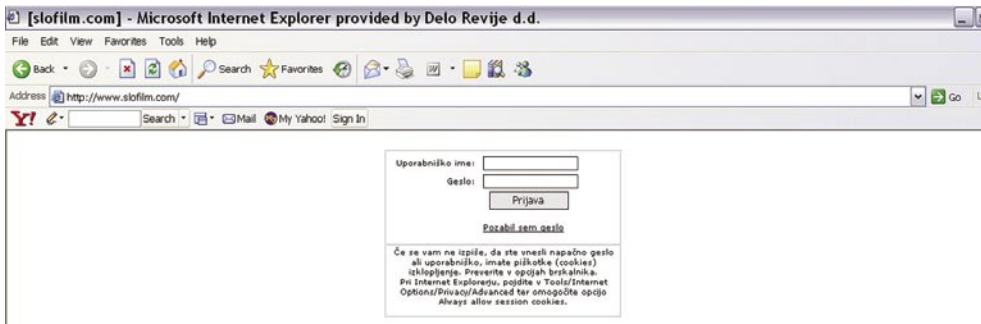 [slofilm.com] - Microsoft Internet Explorer provided by Delo Revije d.d.
File Edit View Favorites Tools Help
Back Search Favorites
Address http://www.slofilm.com/ Go
Y! Search Mail My Yahoo! Sign In
Uporabniško ime:
Geslo:
Prijava
Pozabil sem geslo
Če se vam ne izpiše, da ste vnesli napačno geslo
ali uporabniško, imate piškotke (cookies)
izklopljenje. Preverite v opcijah brskalnika.
Pri Internet Explorerju, pojdite v Tools/Internet
Options/Privacy/Advanced ter omogočite opcijo
Always allow session cookies.